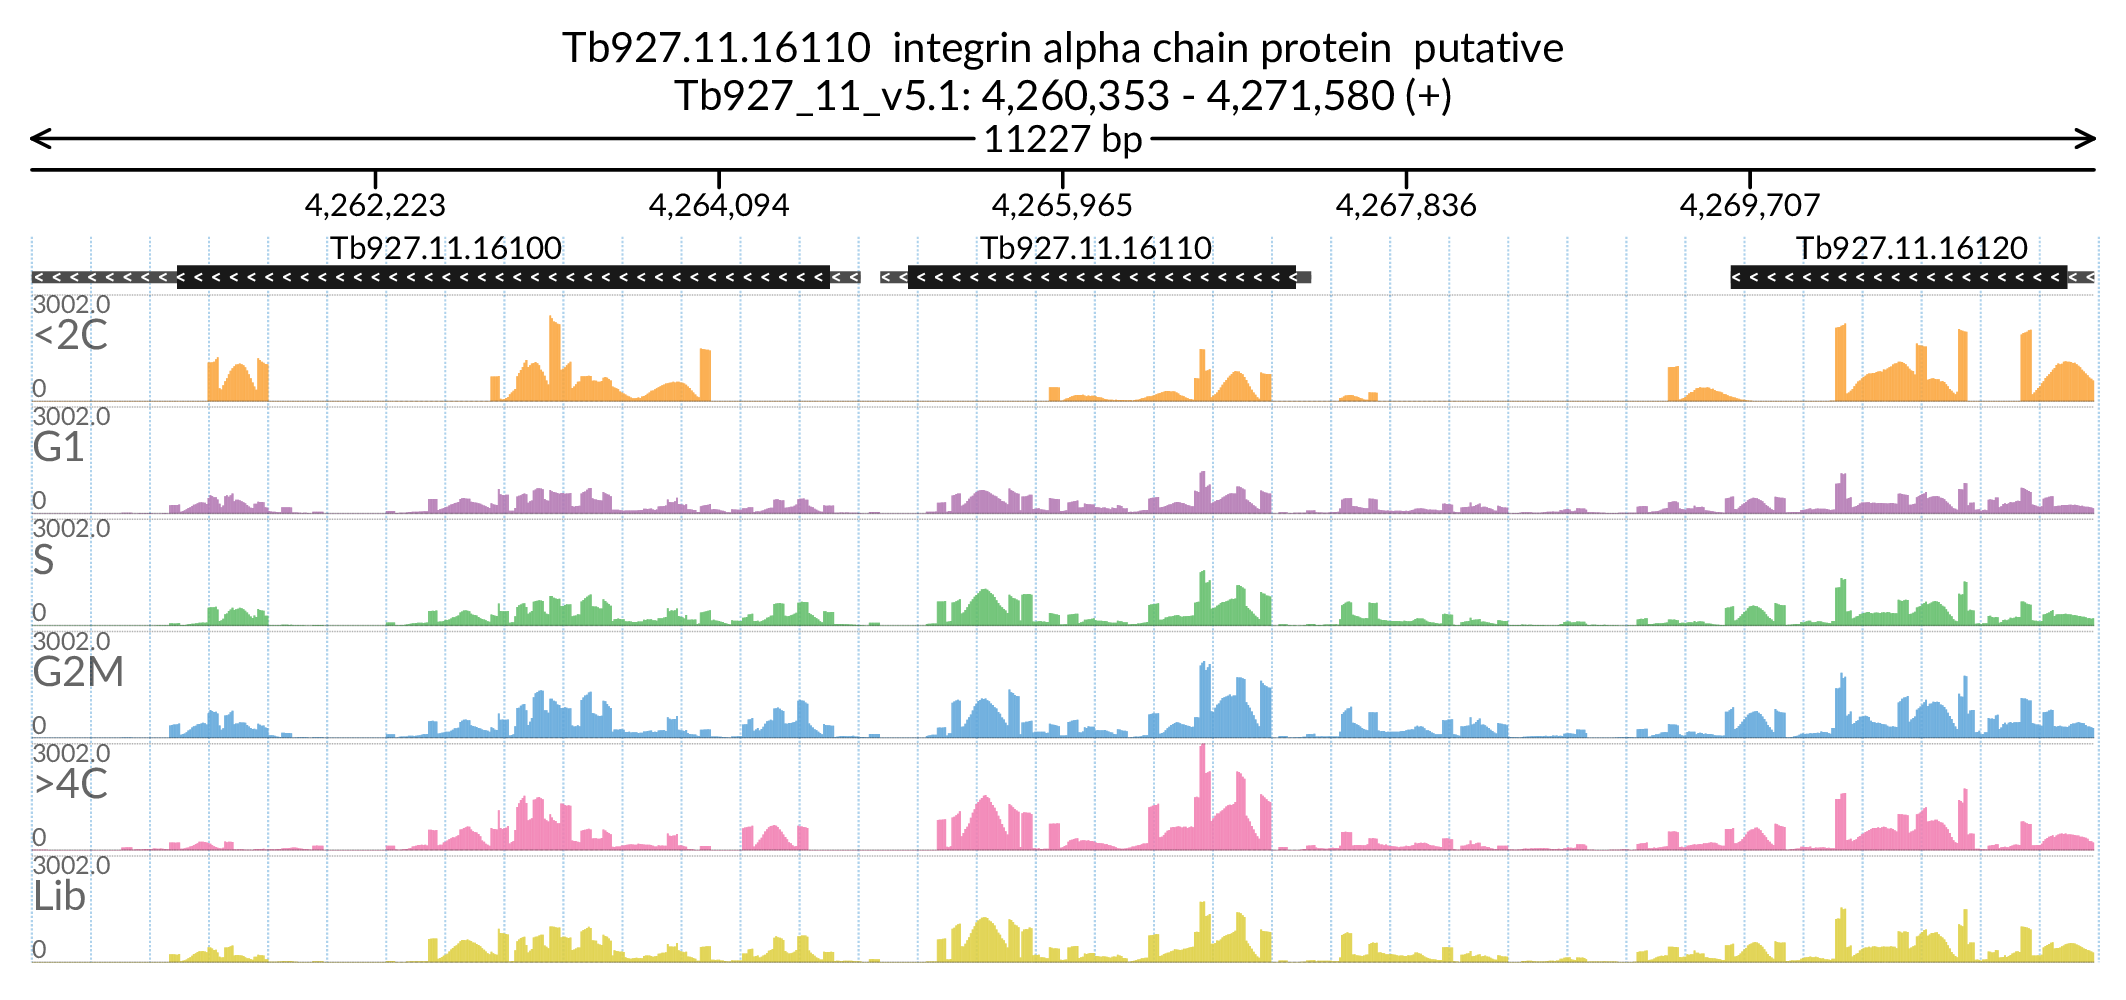 Tb927.11.16110  integrin alpha chain protein  putative
Tb927_11_v5.1: 4,260,353 - 4,271,580 (+)
11227 bp
4,262,223 4,264,094 4,265,965 4,267,836 4,269,707
Tb927.11.16100 Tb927.11.16110 Tb927.11.16120
3002.0
<2C
0
3002.0
G1
0
3002.0
S
0
3002.0
G2M
0
3002.0
>4C
0
3002.0
Lib
0